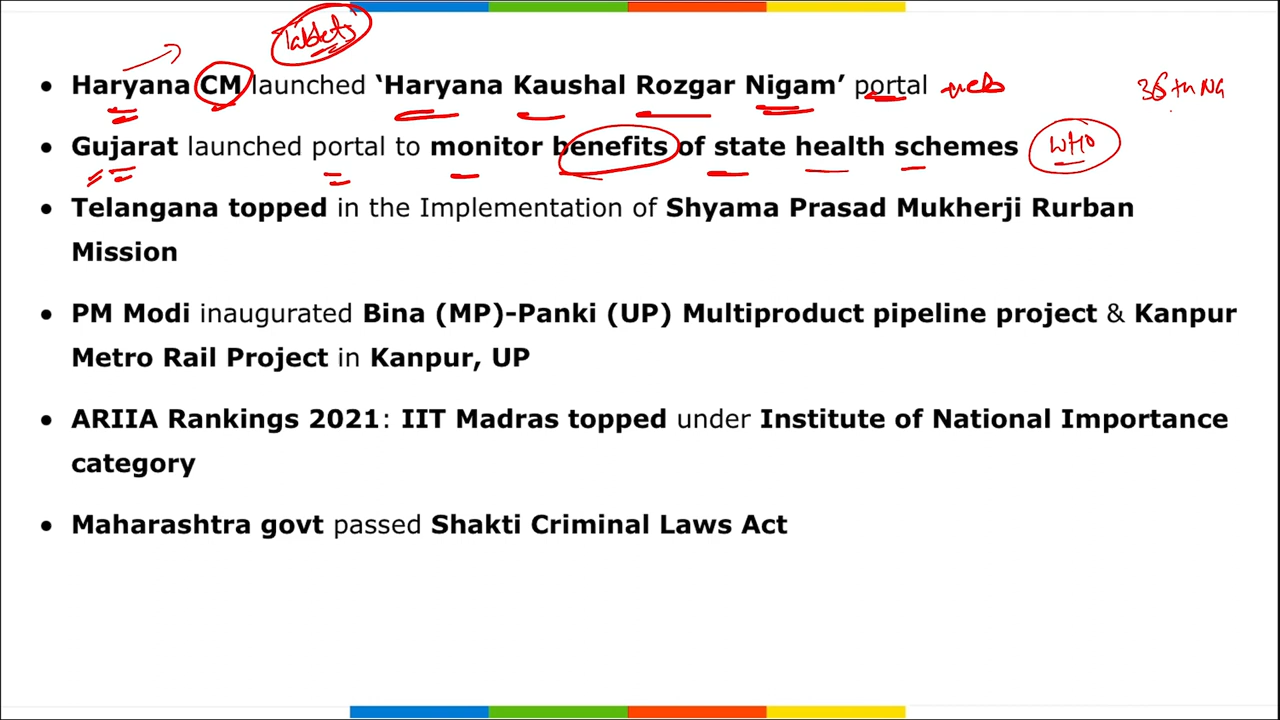 Tablets
• Haryana CM launched ‘Haryana Kaushal Rozgar Nigam’ portal web 36th NG
• Gujarat launched portal to monitor benefits of state health schemes WHO
• Telangana topped in the Implementation of Shyama Prasad Mukherji Rurban
Mission
• PM Modi inaugurated Bina (MP)-Panki (UP) Multiproduct pipeline project & Kanpur
Metro Rail Project in Kanpur, UP
• ARIIA Rankings 2021: IIT Madras topped under Institute of National Importance
category
• Maharashtra govt passed Shakti Criminal Laws Act